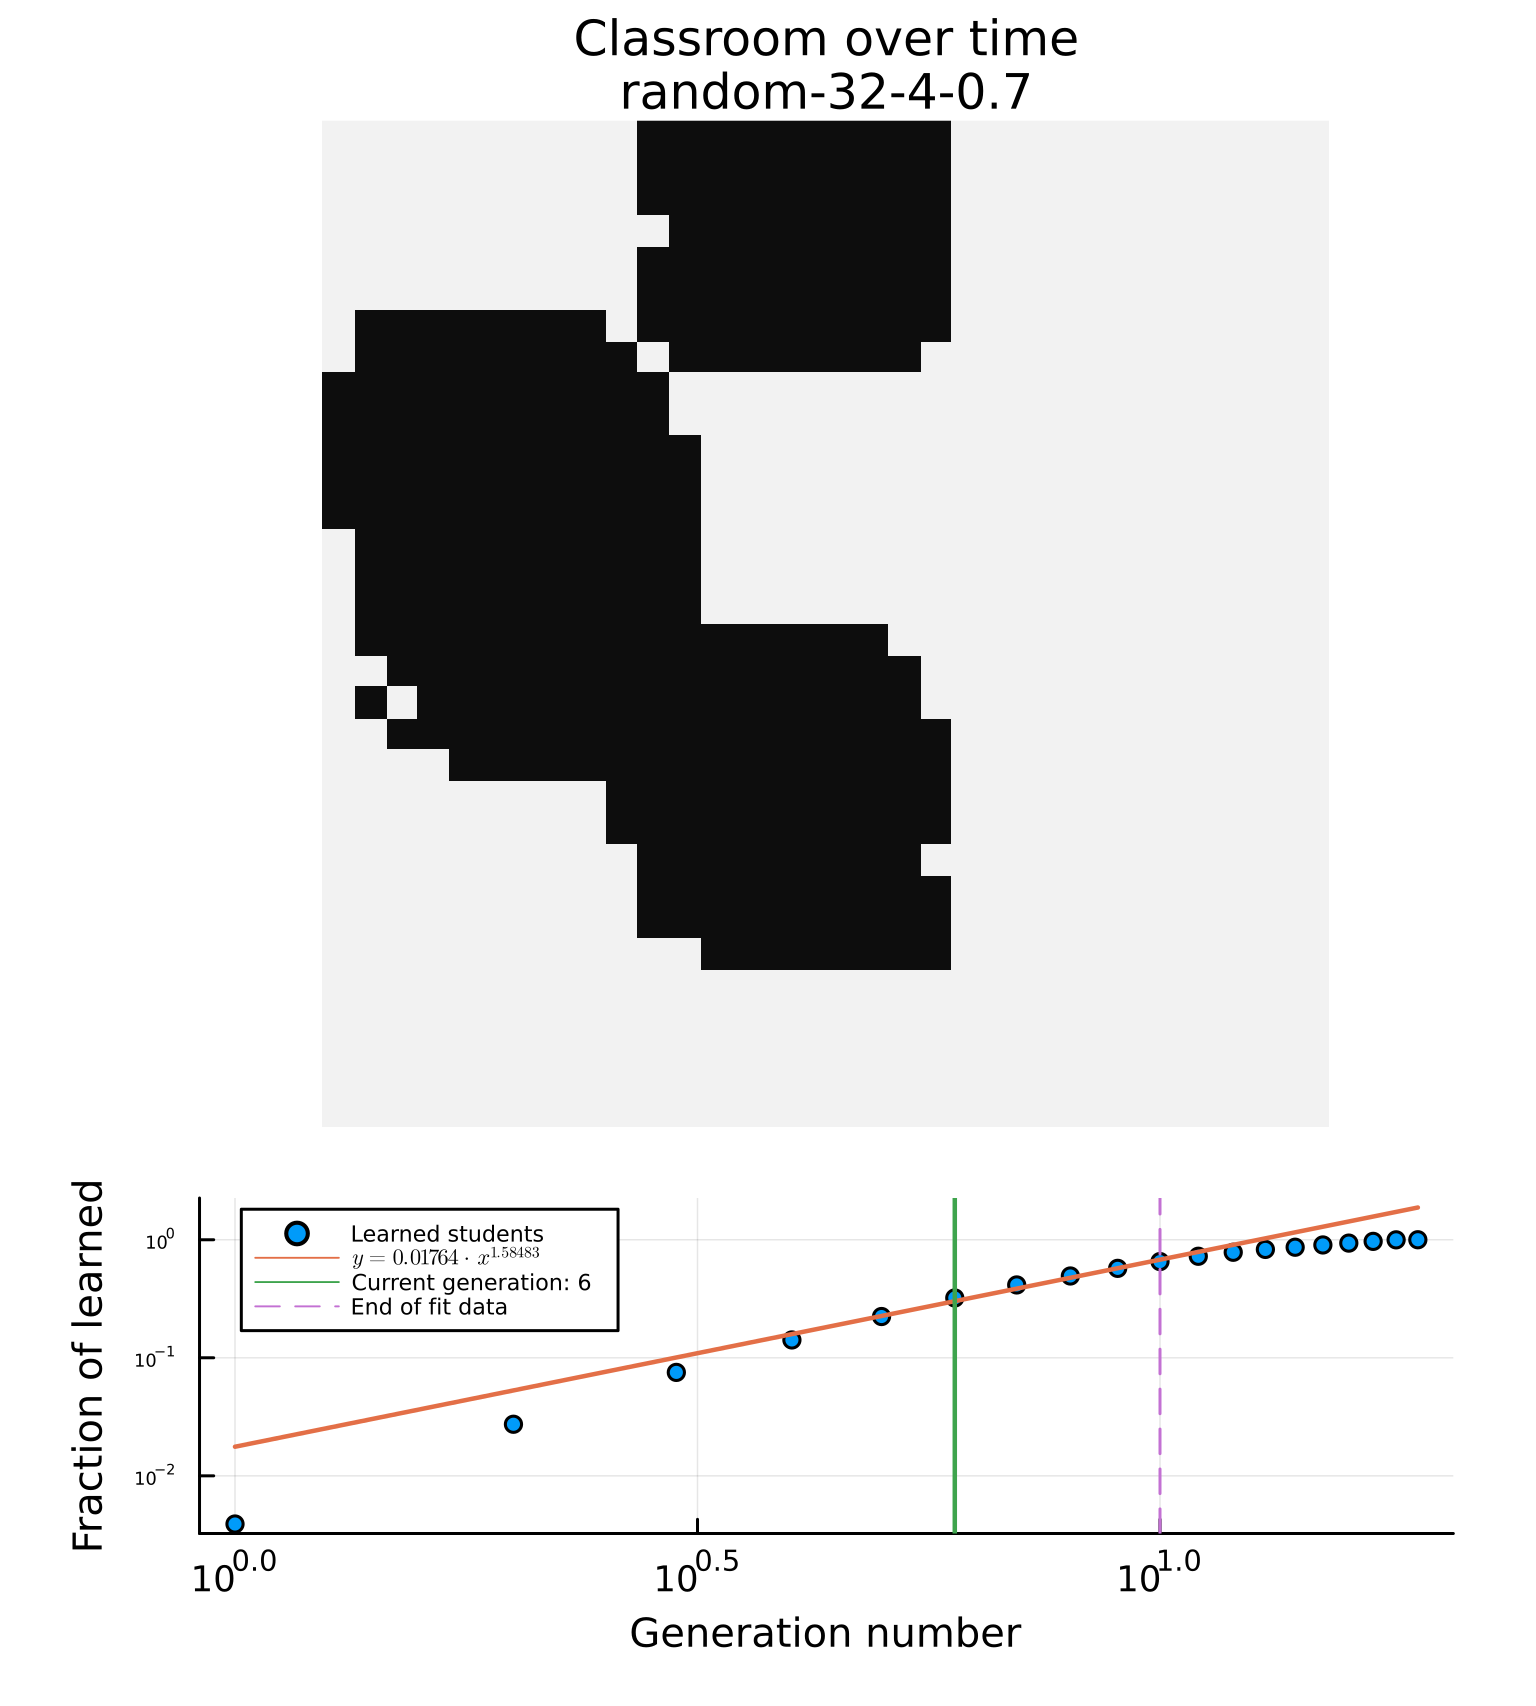 Classroom over time
random-32-4-0.7
Fraction of learned
10⁰
10⁻¹
10⁻²
Learned students
y = 0.01764 · x^1.58483
Current generation: 6
End of fit data
10^0.0
10^0.5
10^1.0
Generation number